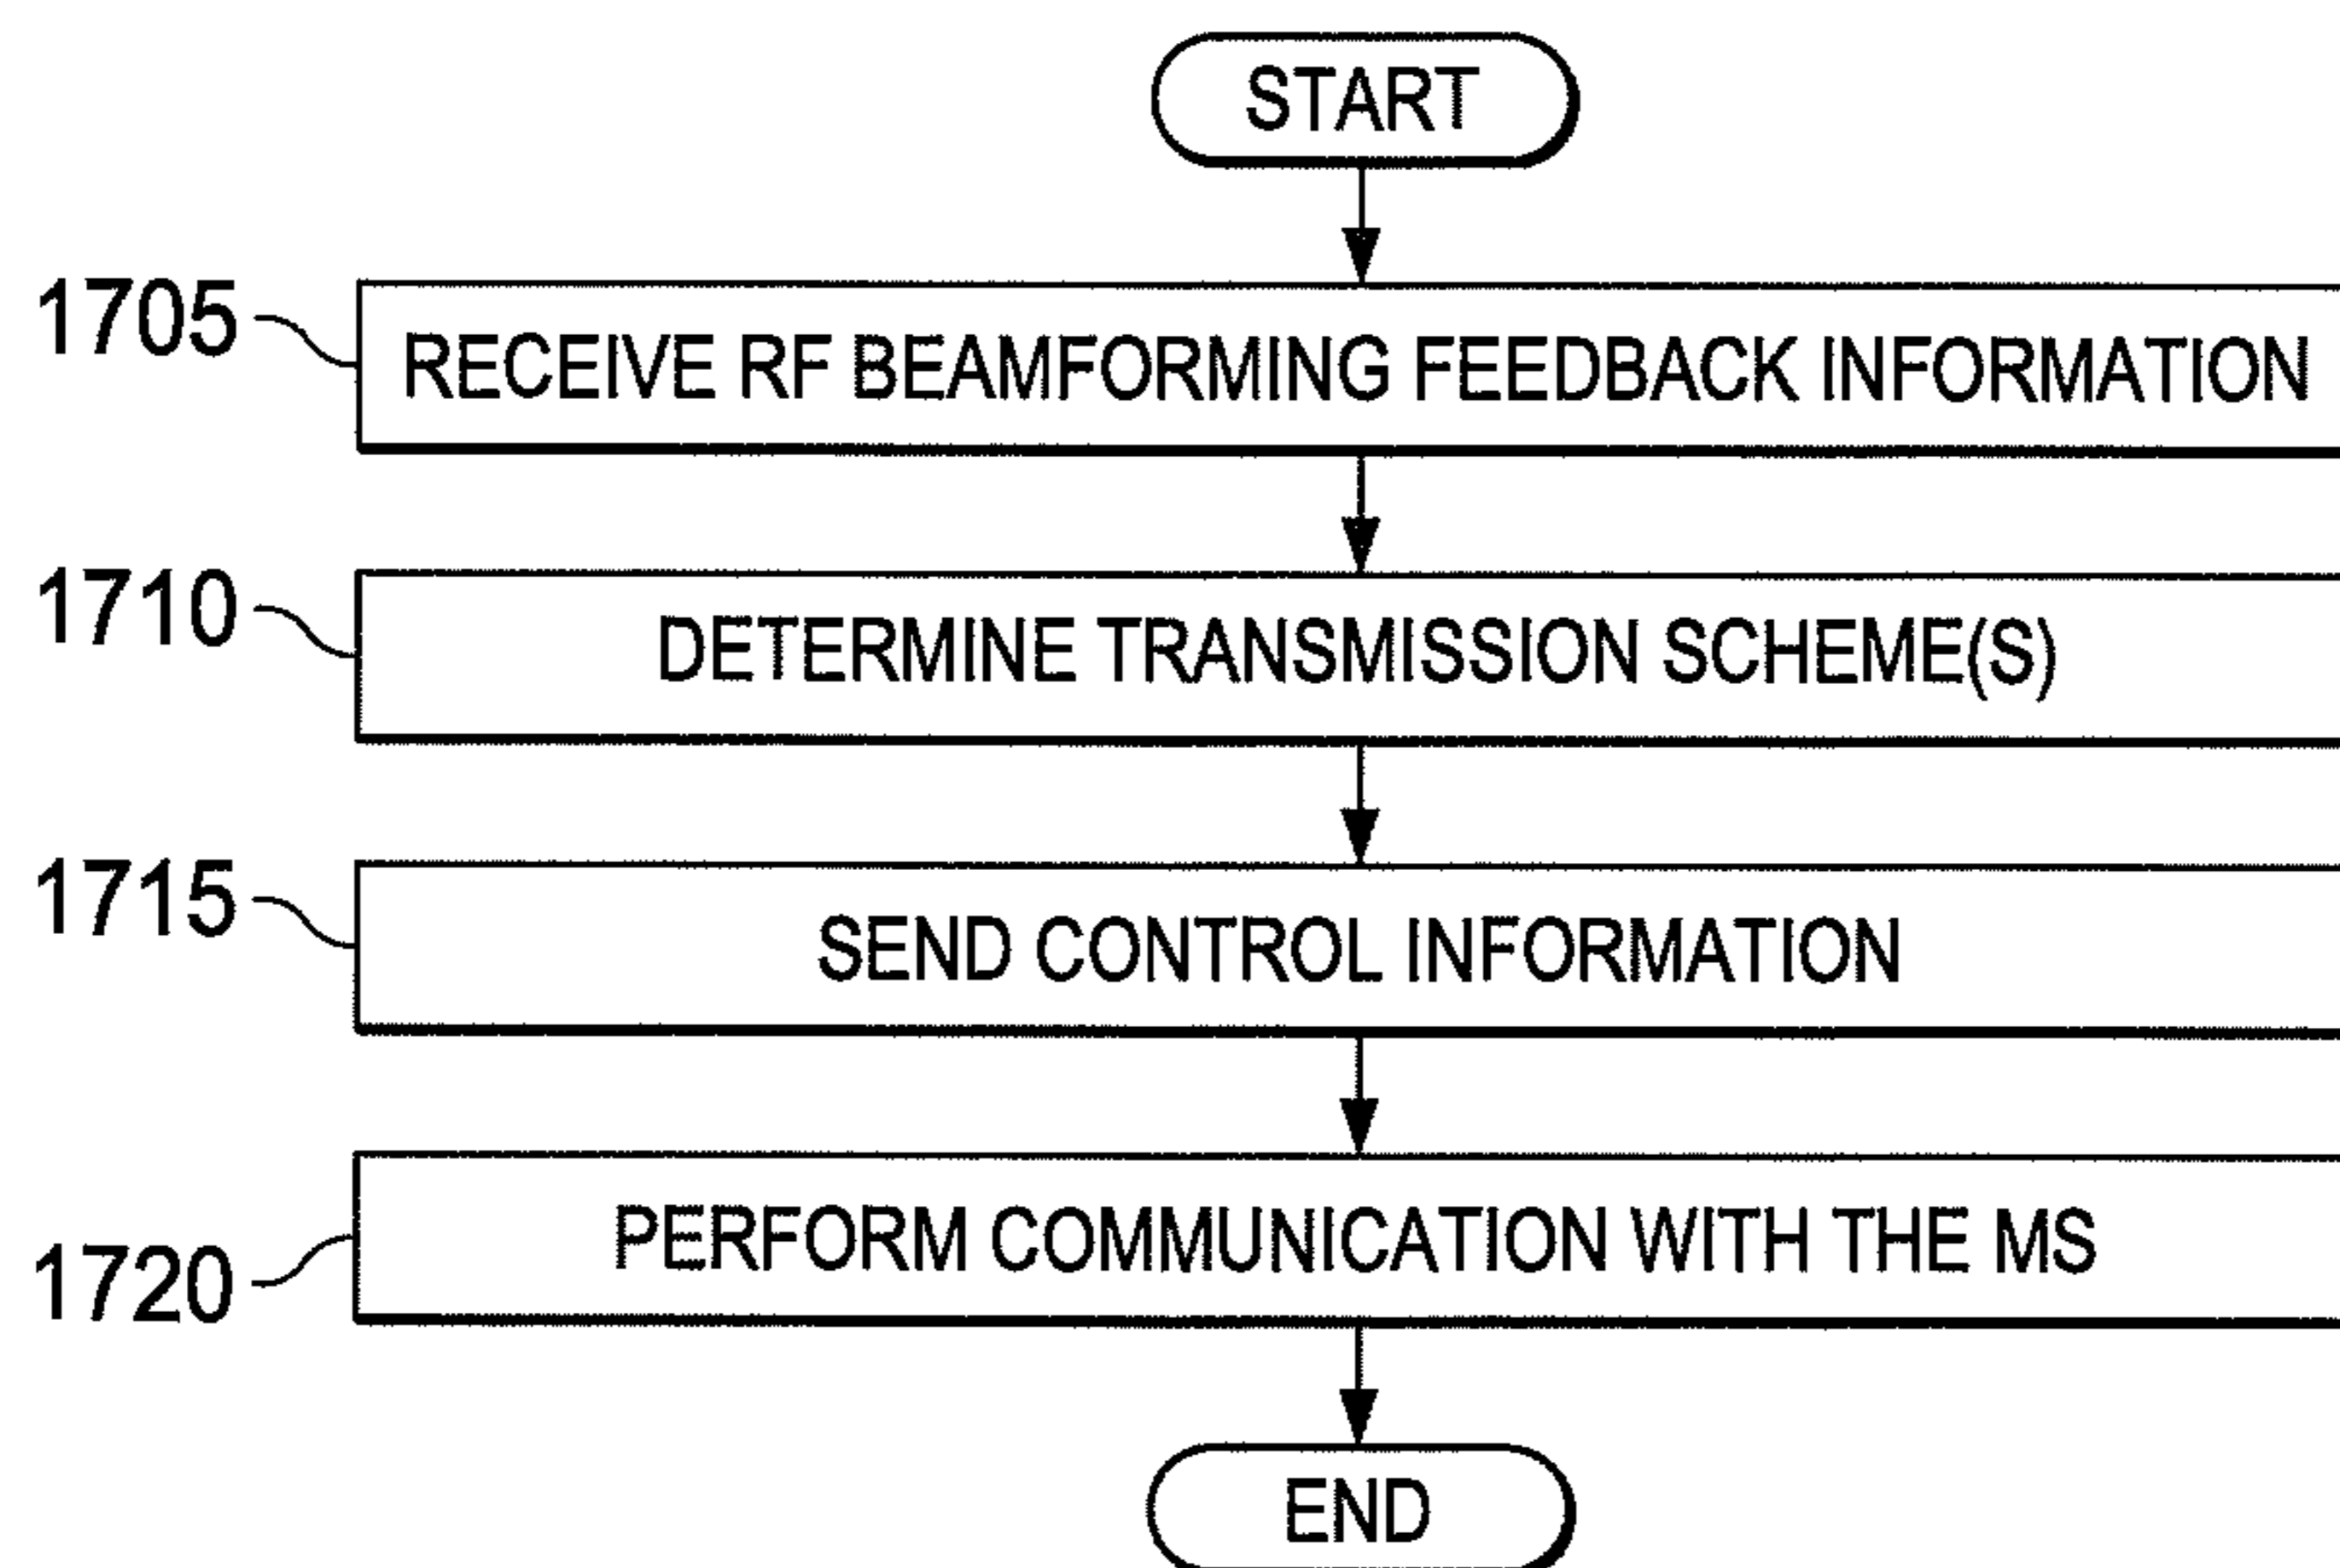 START
1705
RECEIVE RF BEAMFORMING FEEDBACK INFORMATION
1710
DETERMINE TRANSMISSION SCHEME(S)
1715
SEND CONTROL INFORMATION
1720
PERFORM COMMUNICATION WITH THE MS
END